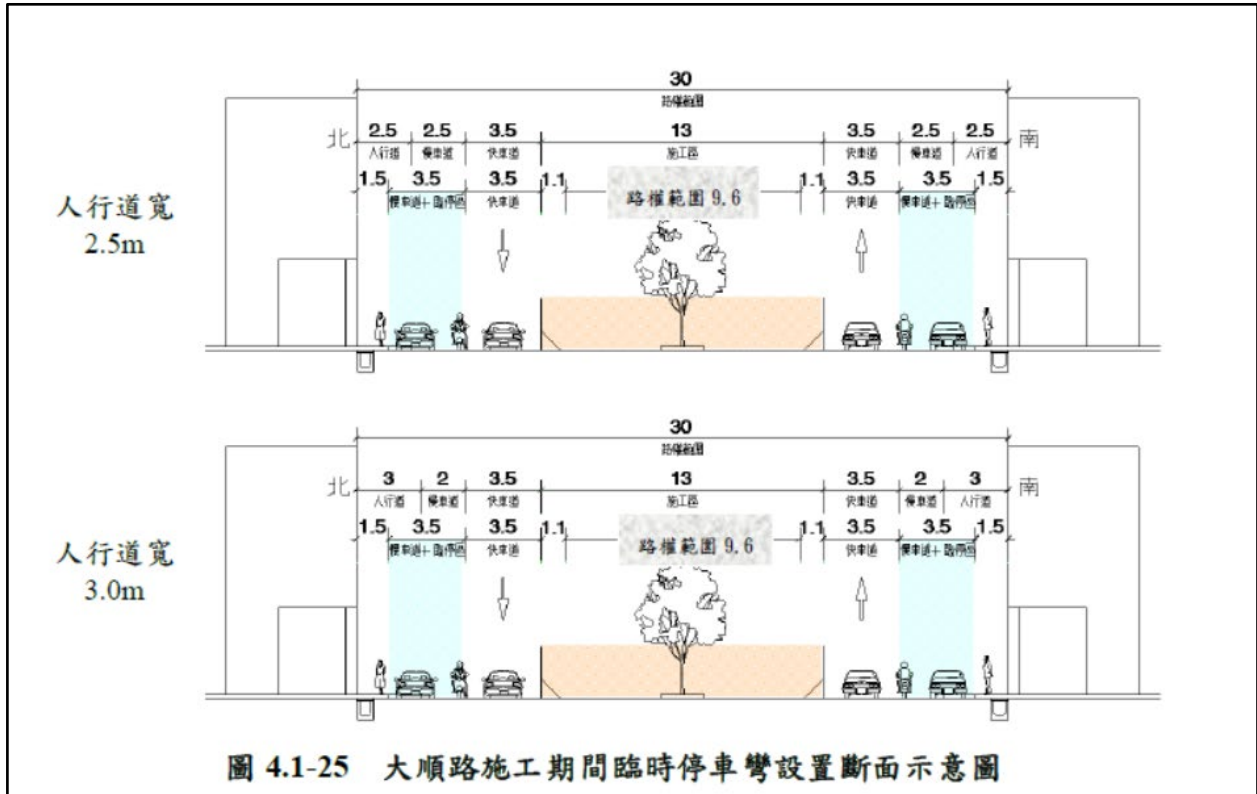 30
路權範圍
北 2.5 2.5 3.5 13 3.5 2.5 2.5 南
人行道 慢車道 快車道 施工區 快車道 慢車道 人行道
1.5 3.5 3.5 1.1 路權範圍 9.6 1.1 3.5 3.5 1.5
慢車道+臨停區 快車道 快車道 慢車道+臨停區
人行道寬
2.5m
30
路權範圍
北 3 2 3.5 13 3.5 2 3 南
人行道 慢車道 快車道 施工區 快車道 慢車道 人行道
1.5 3.5 3.5 1.1 路權範圍 9.6 1.1 3.5 3.5 1.5
慢車道+臨停區 快車道 快車道 慢車道+臨停區
人行道寬
3.0m
圖 4.1-25 大順路施工期間臨時停車彎設置斷面示意圖